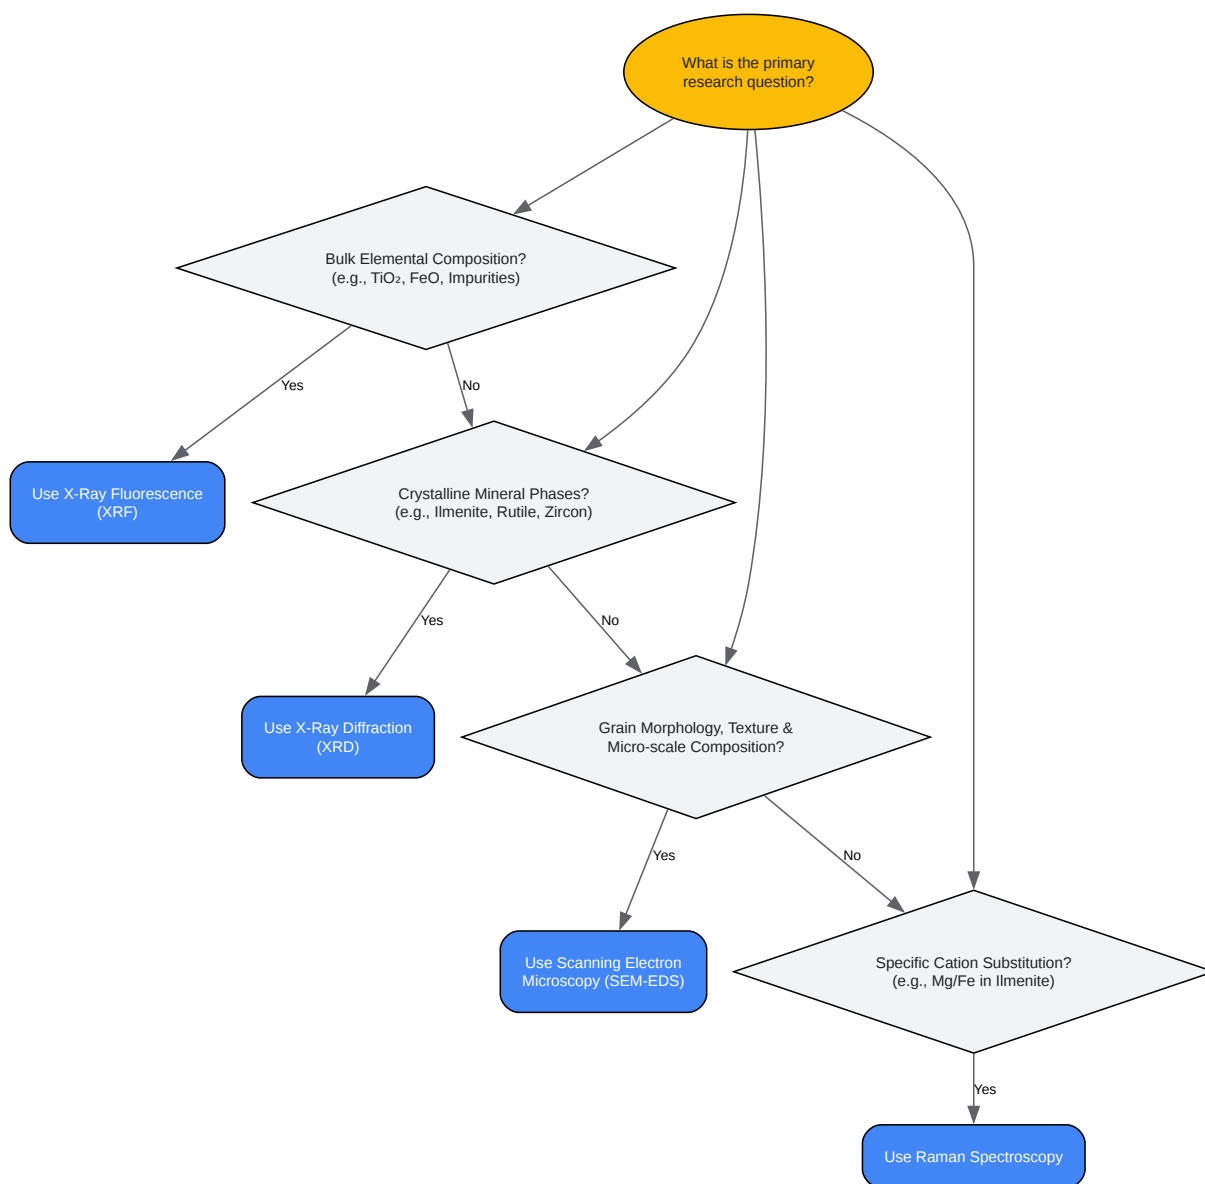 What is the primary
research question?
Bulk Elemental Composition?
(e.g., TiO₂, FeO, Impurities)
Yes
No
Use X-Ray Fluorescence
(XRF)
Crystalline Mineral Phases?
(e.g., Ilmenite, Rutile, Zircon)
Yes
No
Use X-Ray Diffraction
(XRD)
Grain Morphology, Texture &
Micro-scale Composition?
Yes
No
Use Scanning Electron
Microscopy (SEM-EDS)
Specific Cation Substitution?
(e.g., Mg/Fe in Ilmenite)
Yes
Use Raman Spectroscopy